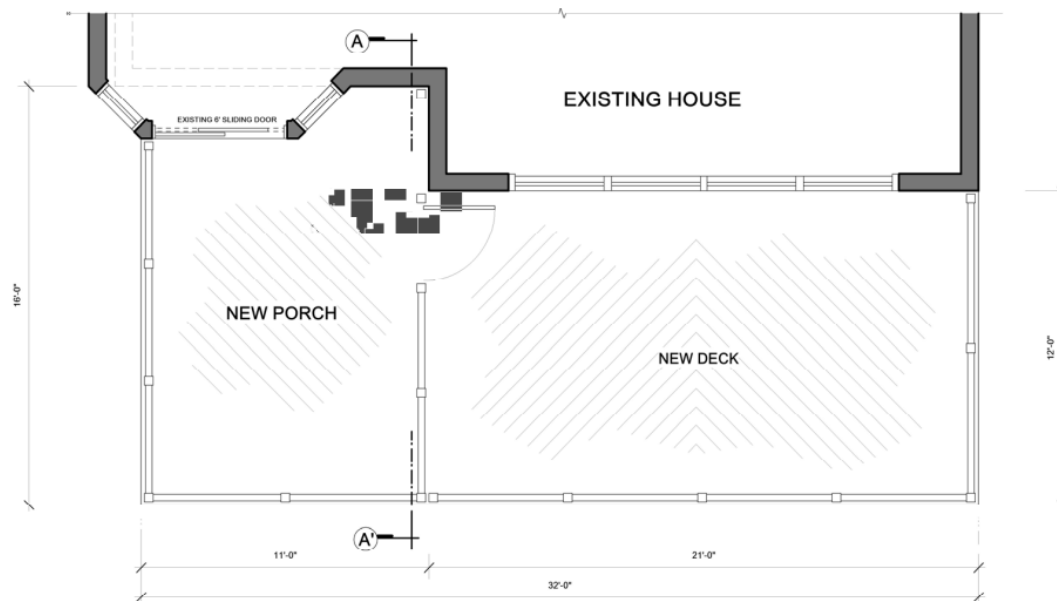 A
EXISTING HOUSE
EXISTING 6' SLIDING DOOR
16'-0"
NEW PORCH
NEW DECK
12'-0"
A'
11'-0"
21'-0"
32'-0"